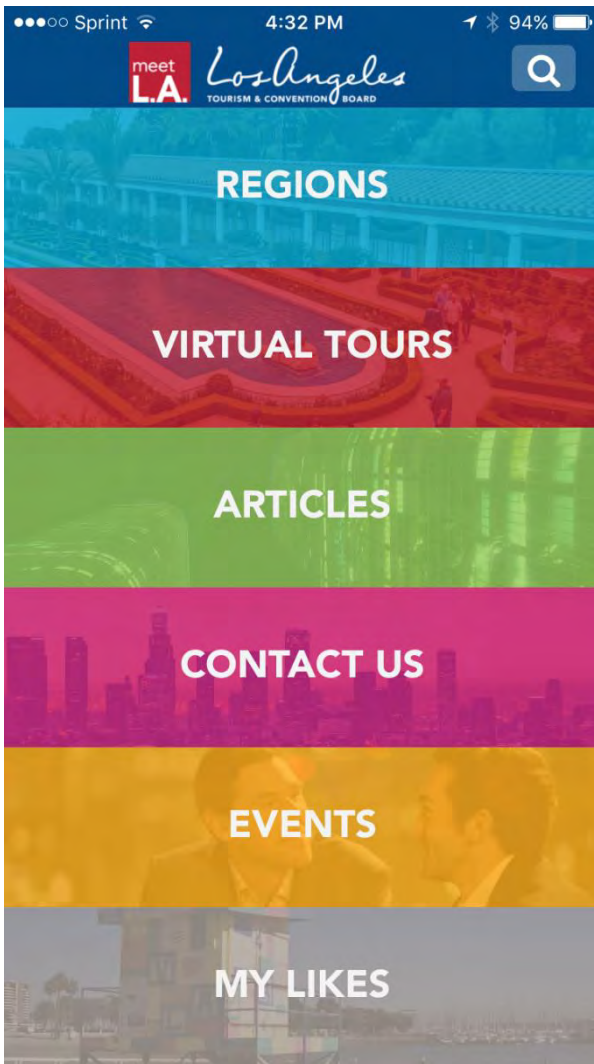 Sprint 4:32 PM 94%
meet
L.A.
Los Angeles
TOURISM & CONVENTION BOARD
REGIONS
VIRTUAL TOURS
ARTICLES
CONTACT US
EVENTS
MY LIKES